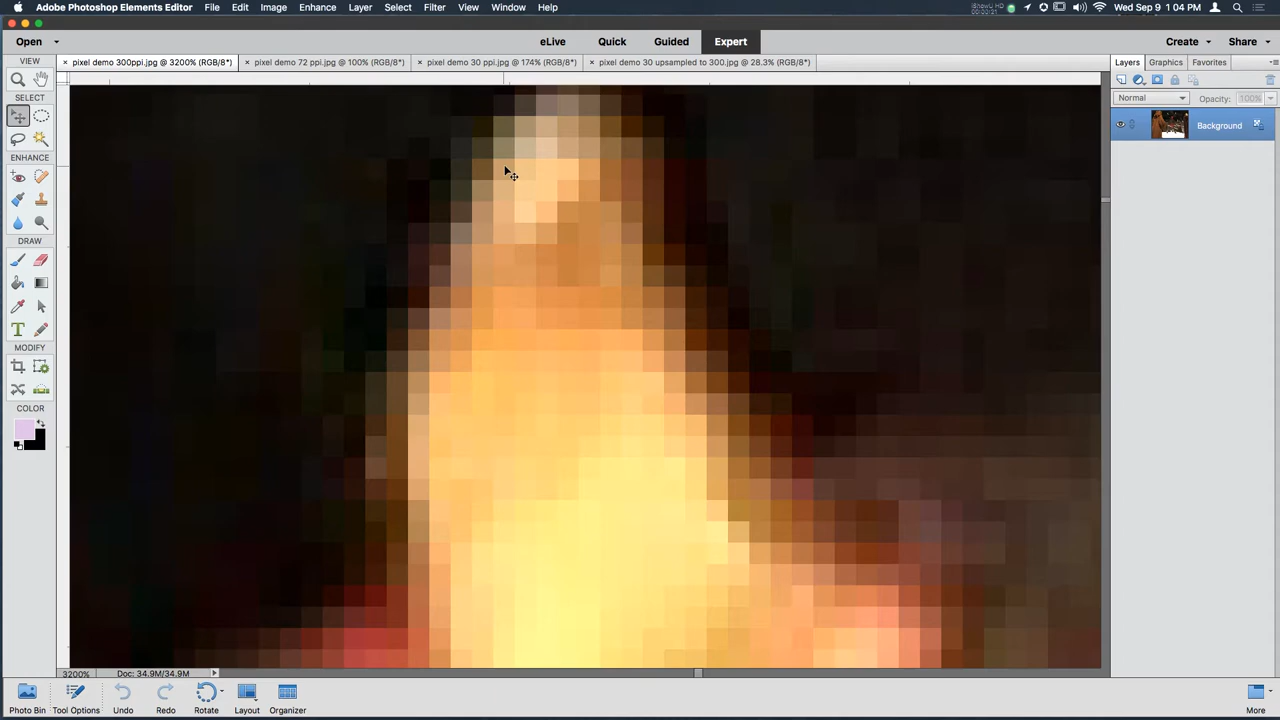 Adobe Photoshop Elements Editor File Edit Image Enhance Layer Select Filter View Window Help Wed Sep 9 1:04 PM
Open eLive Quick Guided Expert Create Share
VIEW × pixel demo 300ppi.jpg @ 3200% (RGB/8*) × pixel demo 72 ppi.jpg @ 100% (RGB/8*) × pixel demo 30 ppi.jpg @ 174% (RGB/8*) × pixel demo 30 upsampled to 300.jpg @ 28.3% (RGB/8*) Layers Graphics Favorites
SELECT
Normal Opacity: 100%
Background
ENHANCE
DRAW
T
MODIFY
COLOR
3200% Doc: 34.9M/34.9M
Photo Bin Tool Options Undo Redo Rotate Layout Organizer More